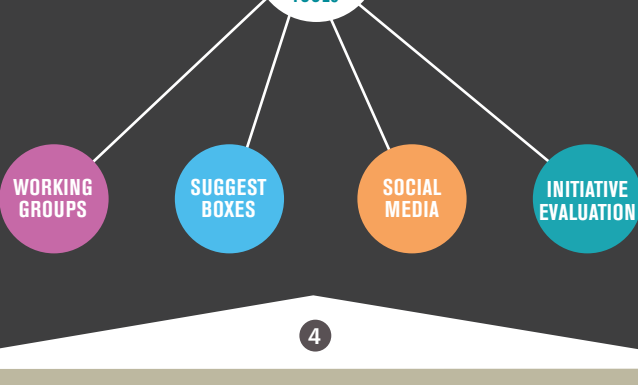 WORKING
GROUPS
SUGGEST
BOXES
SOCIAL
MEDIA
INITIATIVE
EVALUATION
4